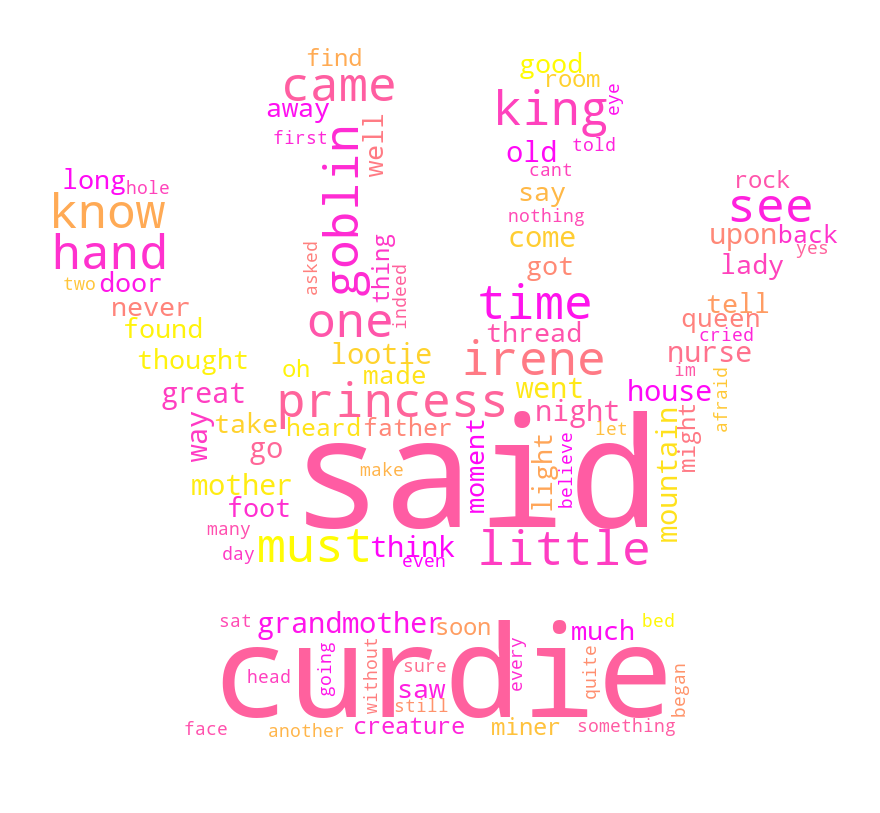 find
good
room
came
away
king
eye
first
goblin
well
old
told
cant
long
hole
say
rock
know
nothing
see
hand
come
upon
back
yes
asked
thing
indeed
got
lady
two
door
never
one
time
tell
found
thread
queen
cried
thought
oh
lootie
made
irene
nurse
im
great
princess
went
house
afraid
way
take
heard
father
night
let
might
go
said
moment
light
believe
mountain
make
mother
foot
many
must
think
little
day
even
sat
grandmother
soon
much
bed
curdie
head
going
without
sure
saw
every
quite
began
still
face
another
creature
miner
something